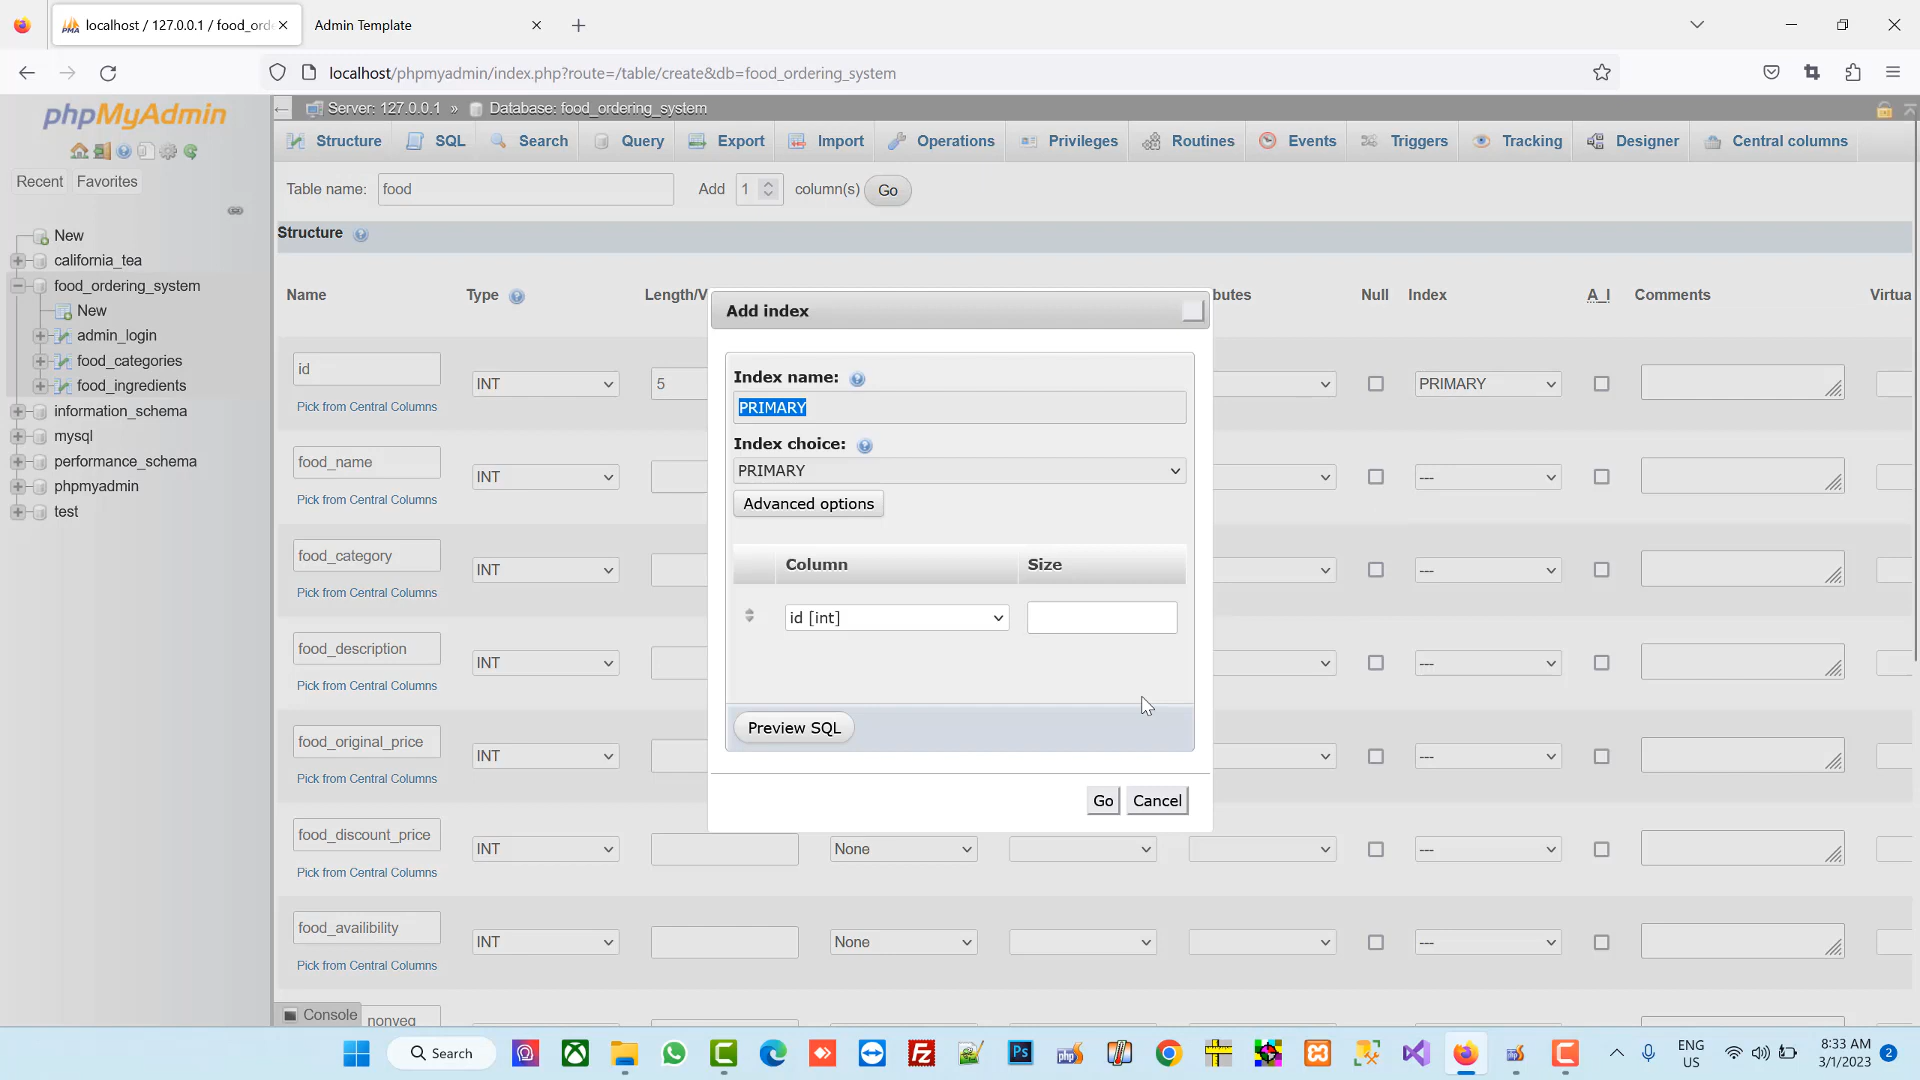 localhost / 127.0.0.1 / food_orde
Admin Template
localhost/phpmyadmin/index.php?route=/table/create&db=food_ordering_system
phpMyAdmin
Server: 127.0.0.1 » Database: food_ordering_system
Structure SQL Search Query Export Import Operations Privileges Routines Events Triggers Tracking Designer Central columns
Recent Favorites
Table name: food Add 1 column(s) Go
Structure
New
california_tea
food_ordering_system
New
admin_login
food_categories
food_ingredients
information_schema
mysql
performance_schema
phpmyadmin
test
Name Type Length/V butes Null Index A_I Comments Virtua
id INT 5 PRIMARY
Pick from Central Columns
food_name INT ---
Pick from Central Columns
food_category INT ---
Pick from Central Columns
food_description INT ---
Pick from Central Columns
food_original_price INT ---
Pick from Central Columns
food_discount_price INT None ---
Pick from Central Columns
food_availibility INT None ---
Pick from Central Columns
nonveg
Console
Add index
Index name:
PRIMARY
Index choice:
PRIMARY
Advanced options
Column Size
id [int]
Preview SQL
Go Cancel
Search
ENG
US
8:33 AM
3/1/2023
2